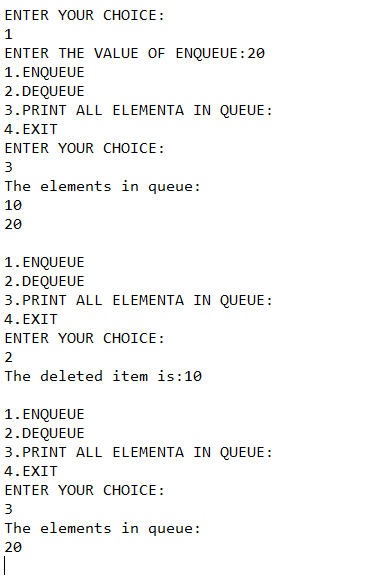 ENTER YOUR CHOICE:
1
ENTER THE VALUE OF ENQUEUE:20
1.ENQUEUE
2.DEQUEUE
3.PRINT ALL ELEMENTA IN QUEUE:
4.EXIT
ENTER YOUR CHOICE:
3
The elements in queue:
10
20
1.ENQUEUE
2.DEQUEUE
3.PRINT ALL ELEMENTA IN QUEUE:
4.EXIT
ENTER YOUR CHOICE:
2
The deleted item is:10
1.ENQUEUE
2.DEQUEUE
3.PRINT ALL ELEMENTA IN QUEUE:
4.EXIT
ENTER YOUR CHOICE:
3
The elements in queue:
20